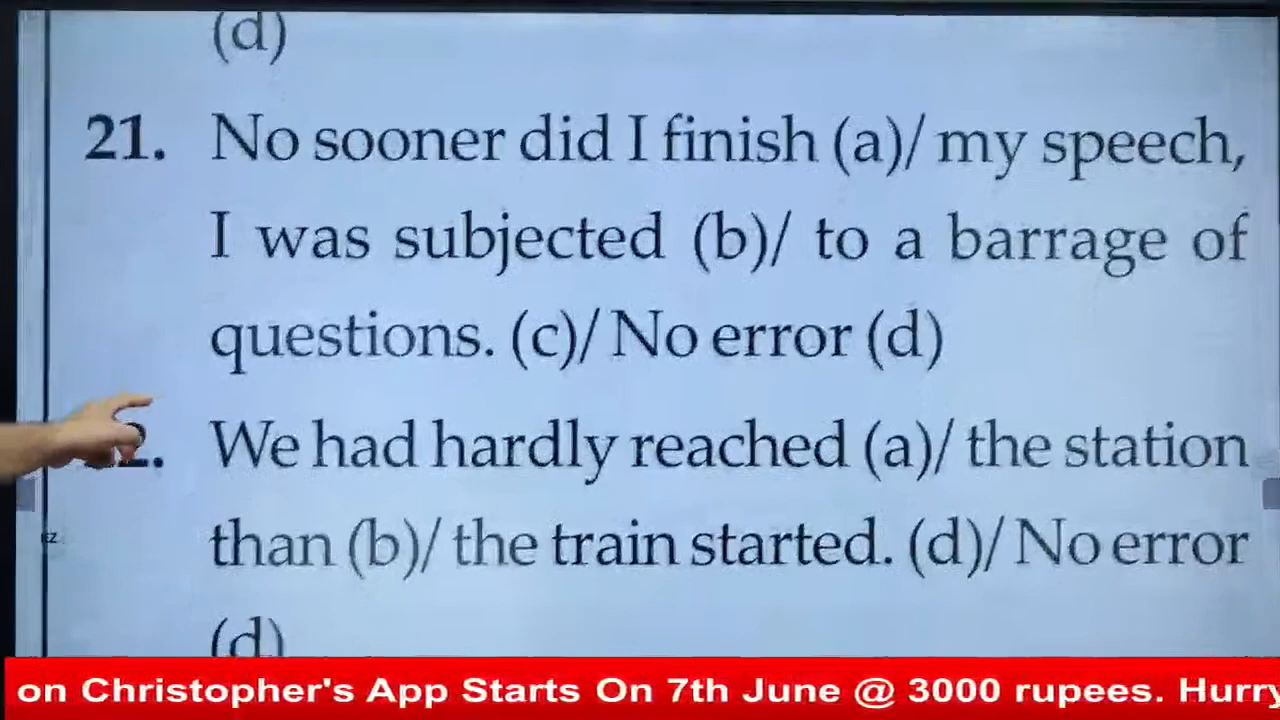 (d)
21. No sooner did I finish (a)/ my speech,
I was subjected (b)/ to a barrage of
questions. (c)/ No error (d)
2. We had hardly reached (a)/ the station
than (b)/ the train started. (d)/ No error
(d)
on Christopher's App Starts On 7th June @ 3000 rupees. Hurry